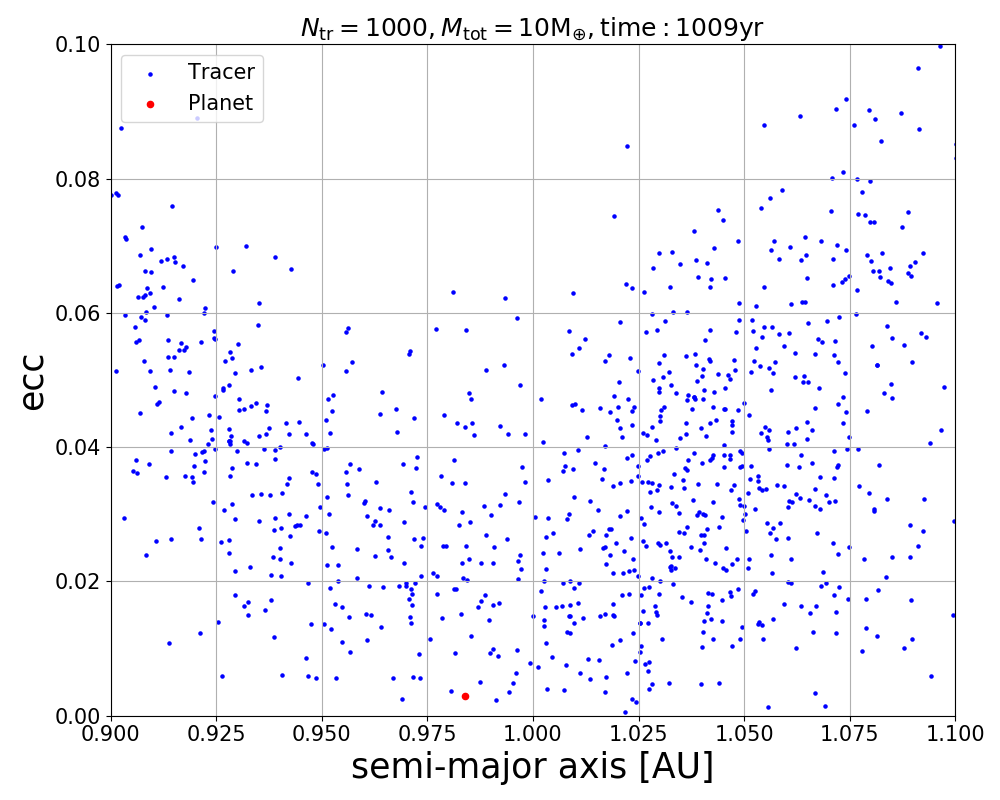 N_tr = 1000, M_tot = 10M_⊕, time : 1009yr
Tracer
Planet
0.10
0.08
0.06
0.04
0.02
0.00
ecc
0.900 0.925 0.950 0.975 1.000 1.025 1.050 1.075 1.100
semi-major axis [AU]